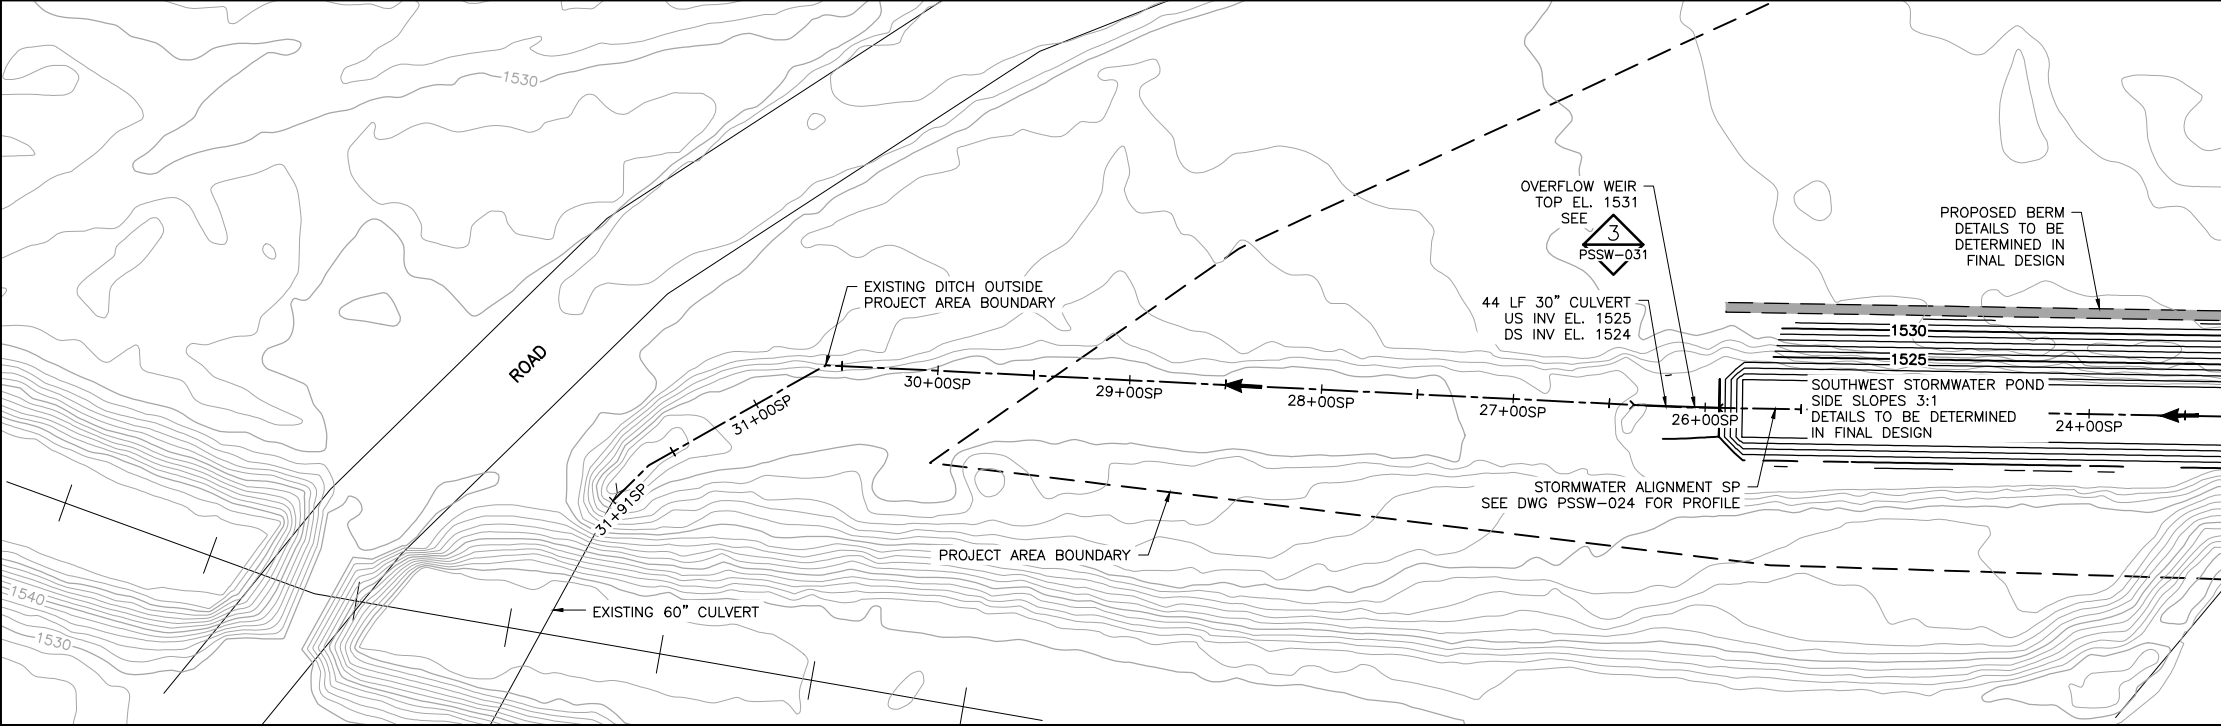 1530
OVERFLOW WEIR
TOP EL. 1531
SEE
3
PSSW-031
PROPOSED BERM
DETAILS TO BE
DETERMINED IN
FINAL DESIGN
EXISTING DITCH OUTSIDE
PROJECT AREA BOUNDARY
44 LF 30" CULVERT
US INV EL. 1525
DS INV EL. 1524
1530
1525
ROAD
30+00SP
29+00SP
28+00SP
27+00SP
26+00SP
SOUTHWEST STORMWATER POND
SIDE SLOPES 3:1
DETAILS TO BE DETERMINED
IN FINAL DESIGN
24+00SP
31+00SP
31+91SP
STORMWATER ALIGNMENT SP
SEE DWG PSSW-024 FOR PROFILE
PROJECT AREA BOUNDARY
EXISTING 60" CULVERT
1540
1530